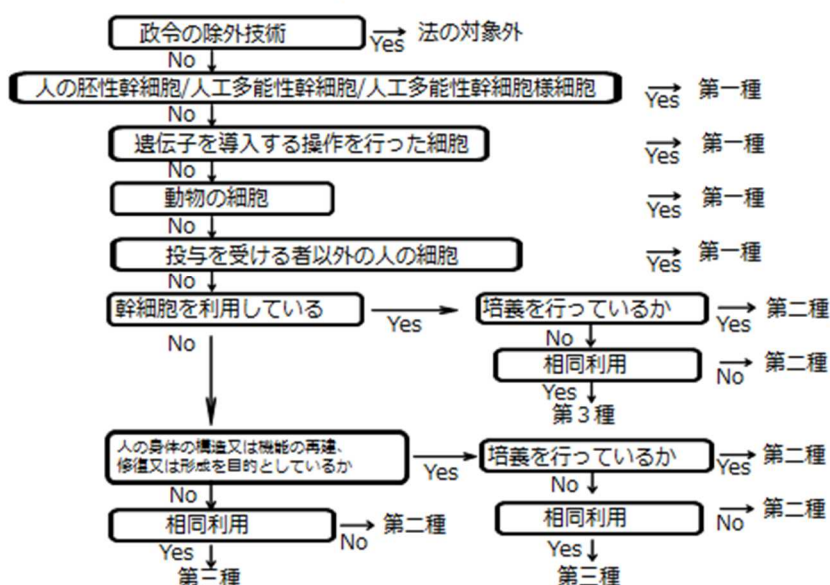 政令の除外技術
Yes
法の対象外
No
人の胚性幹細胞/人工多能性幹細胞/人工多能性幹細胞様細胞
Yes
第一種
No
遺伝子を導入する操作を行った細胞
Yes
第一種
No
動物の細胞
Yes
第一種
No
投与を受ける者以外の人の細胞
Yes
第一種
No
幹細胞を利用している
Yes
培義を行っているか
Yes
第二種
No
No
相同利用
No
第二種
Yes
第3種
人の身体の構造又は機能の再建、
修復又は形成を目的としているか
Yes
培義を行っているか
Yes
第二種
No
No
相同利用
No
第二種
相同利用
No
第二種
Yes
第三種
Yes
第三種